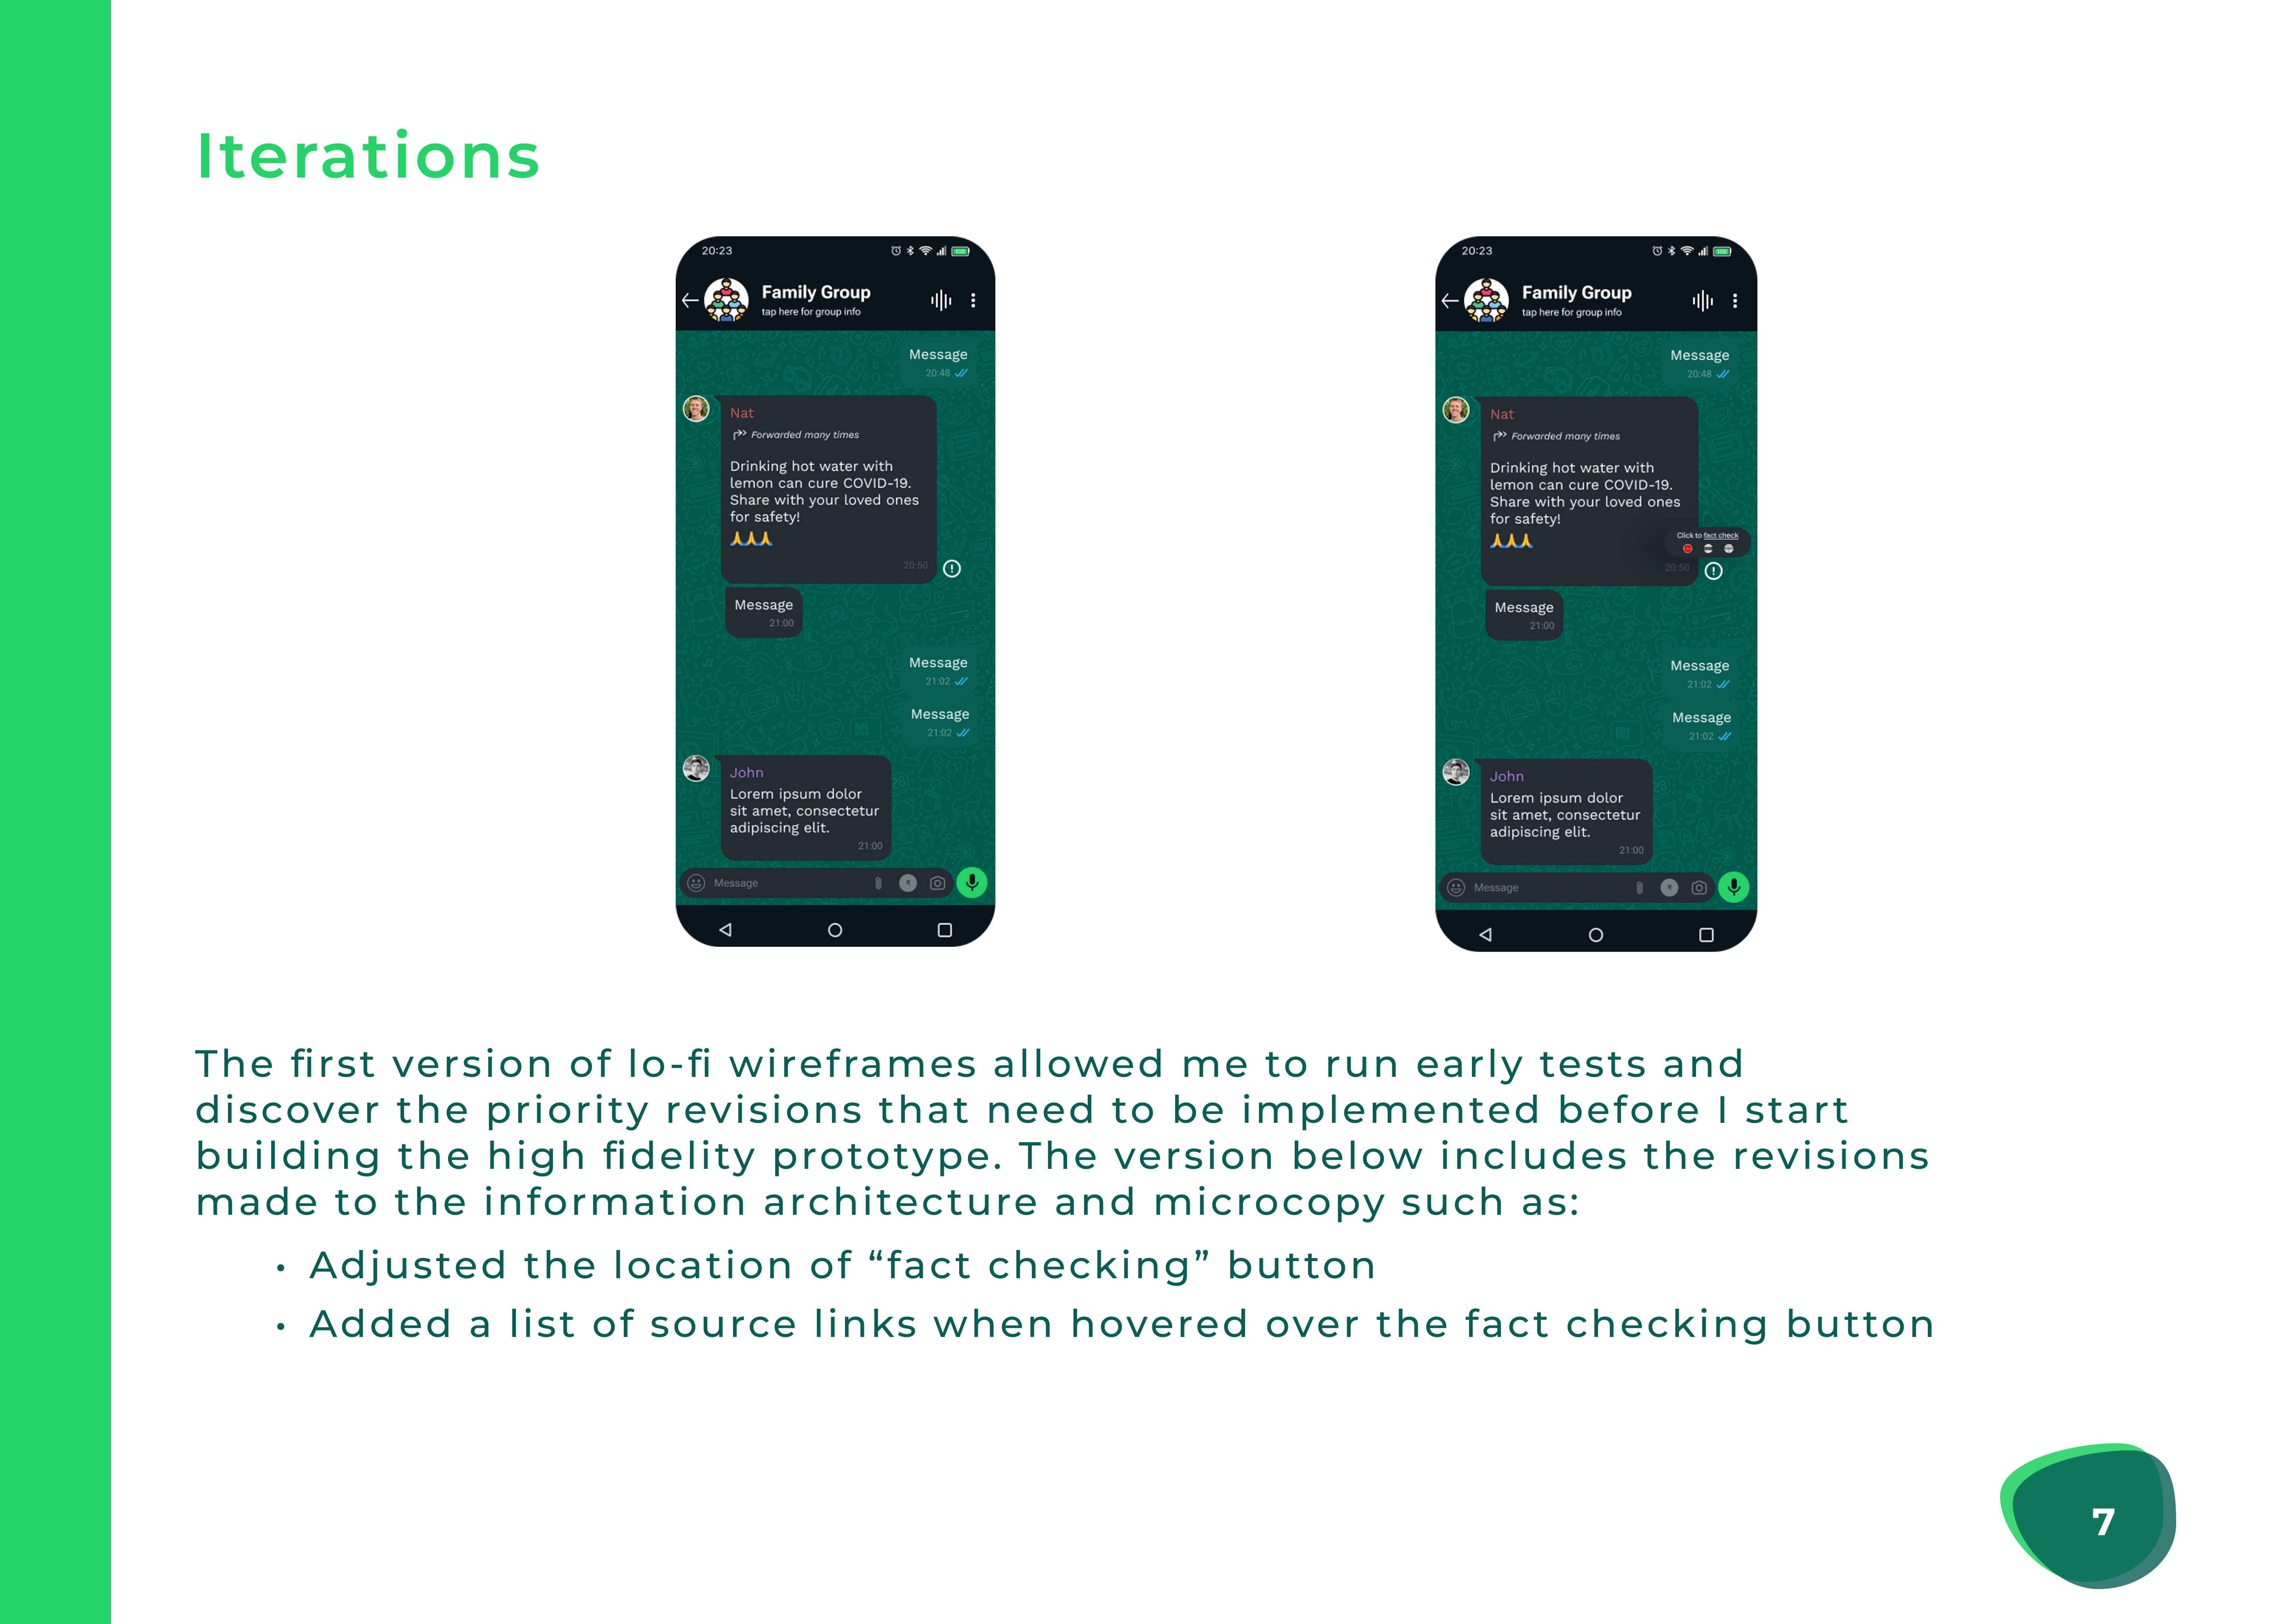 Iterations
20:23
Family Group
tap here for group info
Message
20:48
Nat
Forwarded many times
Drinking hot water with
lemon can cure COVID-19.
Share with your loved ones
for safety!
20:50
Message
21:00
Message
21:02
Message
21:02
John
Lorem ipsum dolor
sit amet, consectetur
adipiscing elit.
21:00
Message
20:23
Family Group
tap here for group info
Message
20:48
Nat
Forwarded many times
Drinking hot water with
lemon can cure COVID-19.
Share with your loved ones
for safety!
Click to fact check
20:50
Message
21:00
Message
21:02
Message
21:02
John
Lorem ipsum dolor
sit amet, consectetur
adipiscing elit.
21:00
Message
The first version of lo-fi wireframes allowed me to run early tests and
discover the priority revisions that need to be implemented before I start
building the high fidelity prototype. The version below includes the revisions
made to the information architecture and microcopy such as:
• Adjusted the location of “fact checking” button
• Added a list of source links when hovered over the fact checking button
7